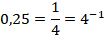 0,25 = 1/4 = 4⁻¹